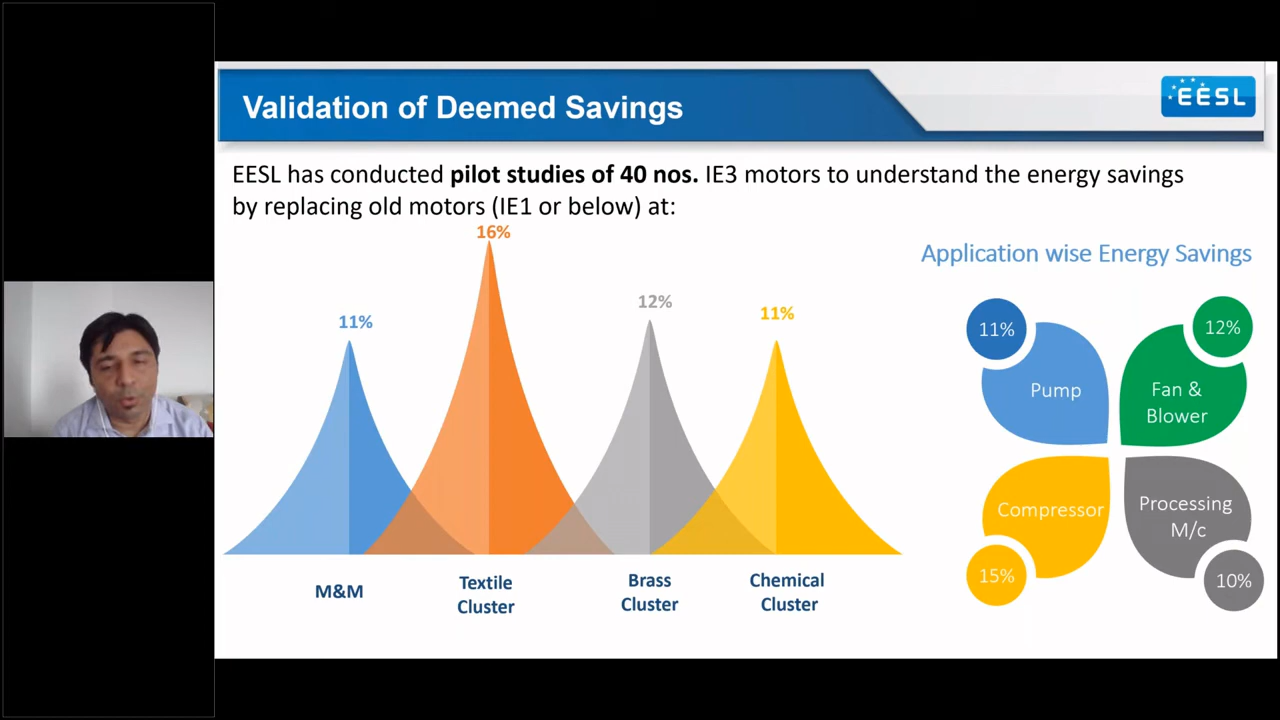 Validation of Deemed Savings
EESL
EESL has conducted pilot studies of 40 nos. IE3 motors to understand the energy savings
by replacing old motors (IE1 or below) at:
16%
11%
12%
11%
M&M
Textile
Cluster
Brass
Cluster
Chemical
Cluster
Application wise Energy Savings
11%
12%
Pump
Fan &
Blower
Compressor
Processing
M/c
15%
10%